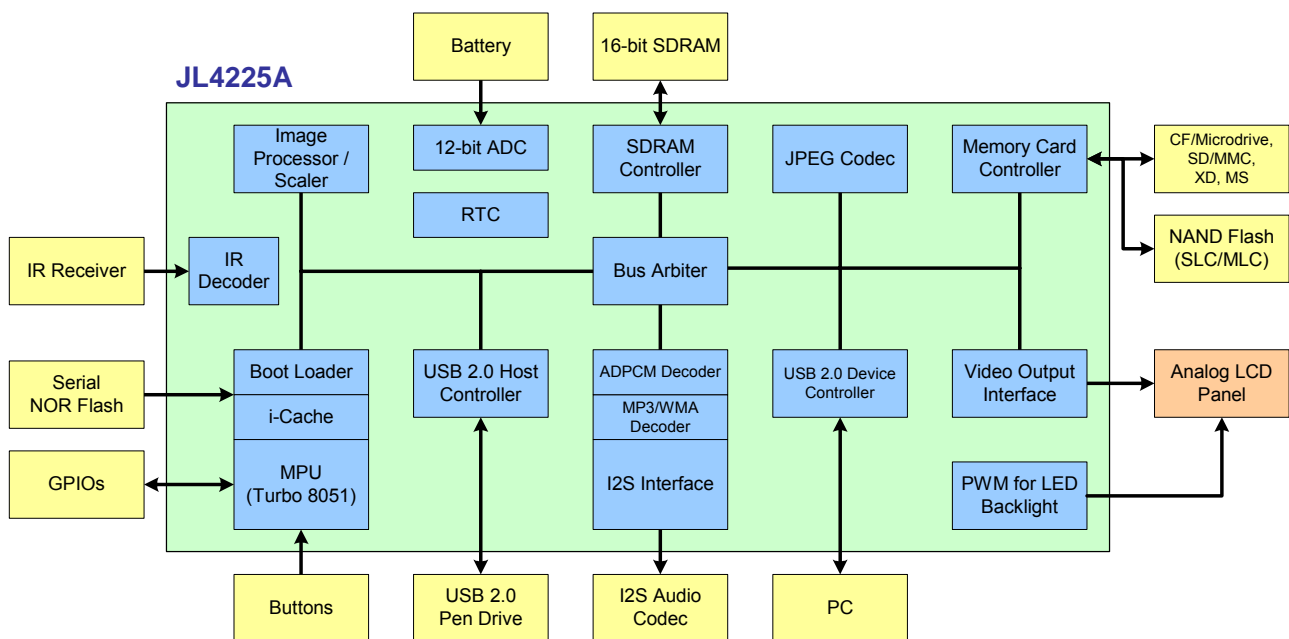 Battery
16-bit SDRAM
JL4225A
Image
Processor /
Scaler
12-bit ADC
SDRAM
Controller
JPEG Codec
Memory Card
Controller
CF/Microdrive,
SD/MMC,
XD, MS
RTC
IR Receiver
IR
Decoder
Bus Arbiter
NAND Flash
(SLC/MLC)
Serial
NOR Flash
Boot Loader
i-Cache
MPU
(Turbo 8051)
USB 2.0 Host
Controller
ADPCM Decoder
MP3/WMA
Decoder
I2S Interface
USB 2.0 Device
Controller
Video Output
Interface
Analog LCD
Panel
GPIOs
PWM for LED
Backlight
Buttons
USB 2.0
Pen Drive
I2S Audio
Codec
PC